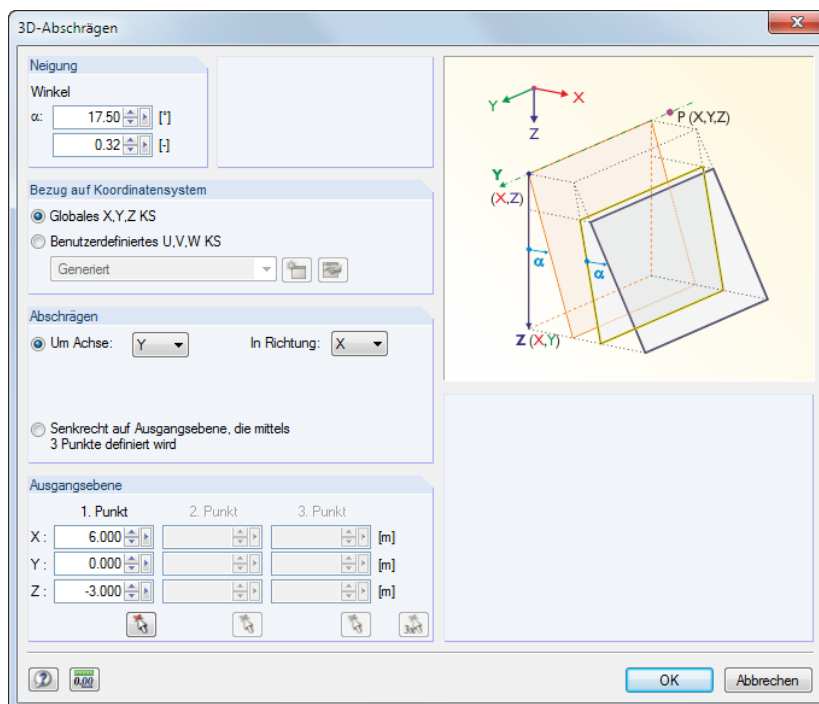 3D-Abschrägen
Neigung
Winkel
α: 17.50 [°]
0.32 [-]
Bezug auf Koordinatensystem
Globales X,Y,Z KS
Benutzerdefiniertes U,V,W KS
Generiert
Abschrägen
Um Achse: Y In Richtung: X
Senkrecht auf Ausgangsebene, die mittels
3 Punkte definiert wird
Ausgangsebene
1. Punkt 2. Punkt 3. Punkt
X: 6.000 [m]
Y: 0.000 [m]
Z: -3.000 [m]
3x
Y X
Z
P (X,Y,Z)
Y
(X,Z)
α α
Z (X,Y)
0.00
OK Abbrechen